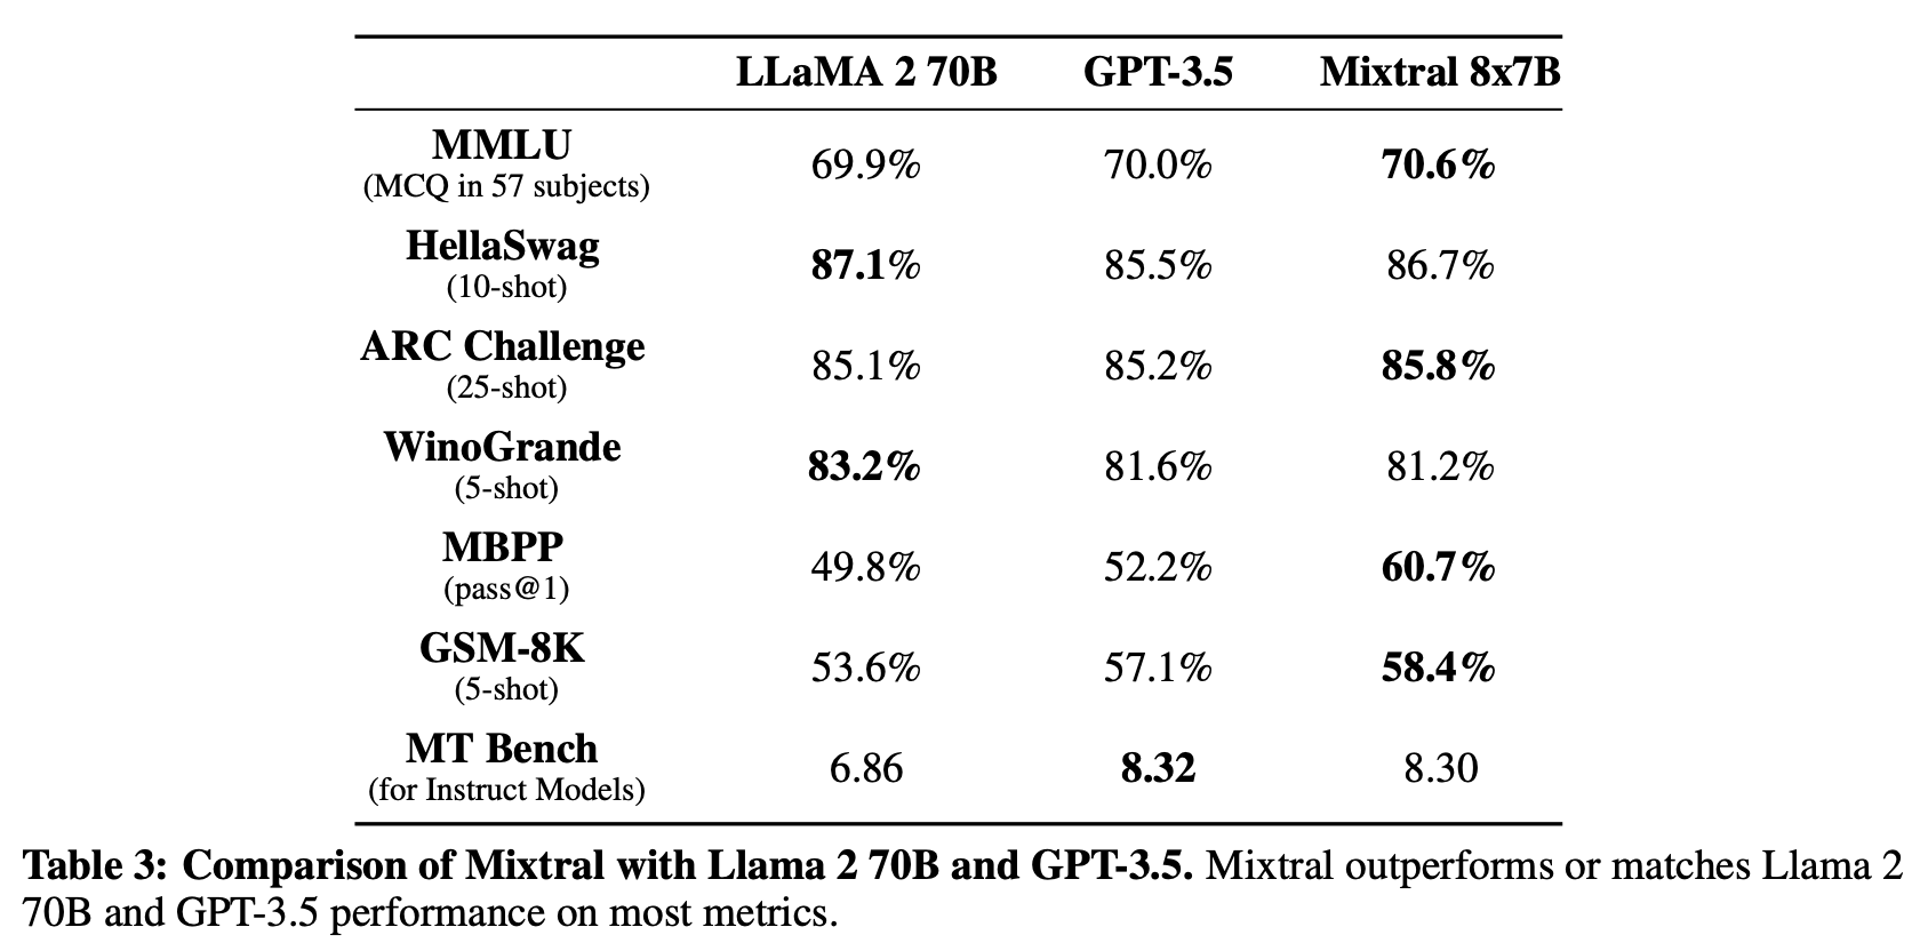 LLaMA 2 70B GPT-3.5 Mixtral 8x7B
MMLU
(MCQ in 57 subjects) 69.9% 70.0% 70.6%
HellaSwag
(10-shot) 87.1% 85.5% 86.7%
ARC Challenge
(25-shot) 85.1% 85.2% 85.8%
WinoGrande
(5-shot) 83.2% 81.6% 81.2%
MBPP
(pass@1) 49.8% 52.2% 60.7%
GSM-8K
(5-shot) 53.6% 57.1% 58.4%
MT Bench
(for Instruct Models) 6.86 8.32 8.30
Table 3: Comparison of Mixtral with Llama 2 70B and GPT-3.5. Mixtral outperforms or matches Llama 2
70B and GPT-3.5 performance on most metrics.